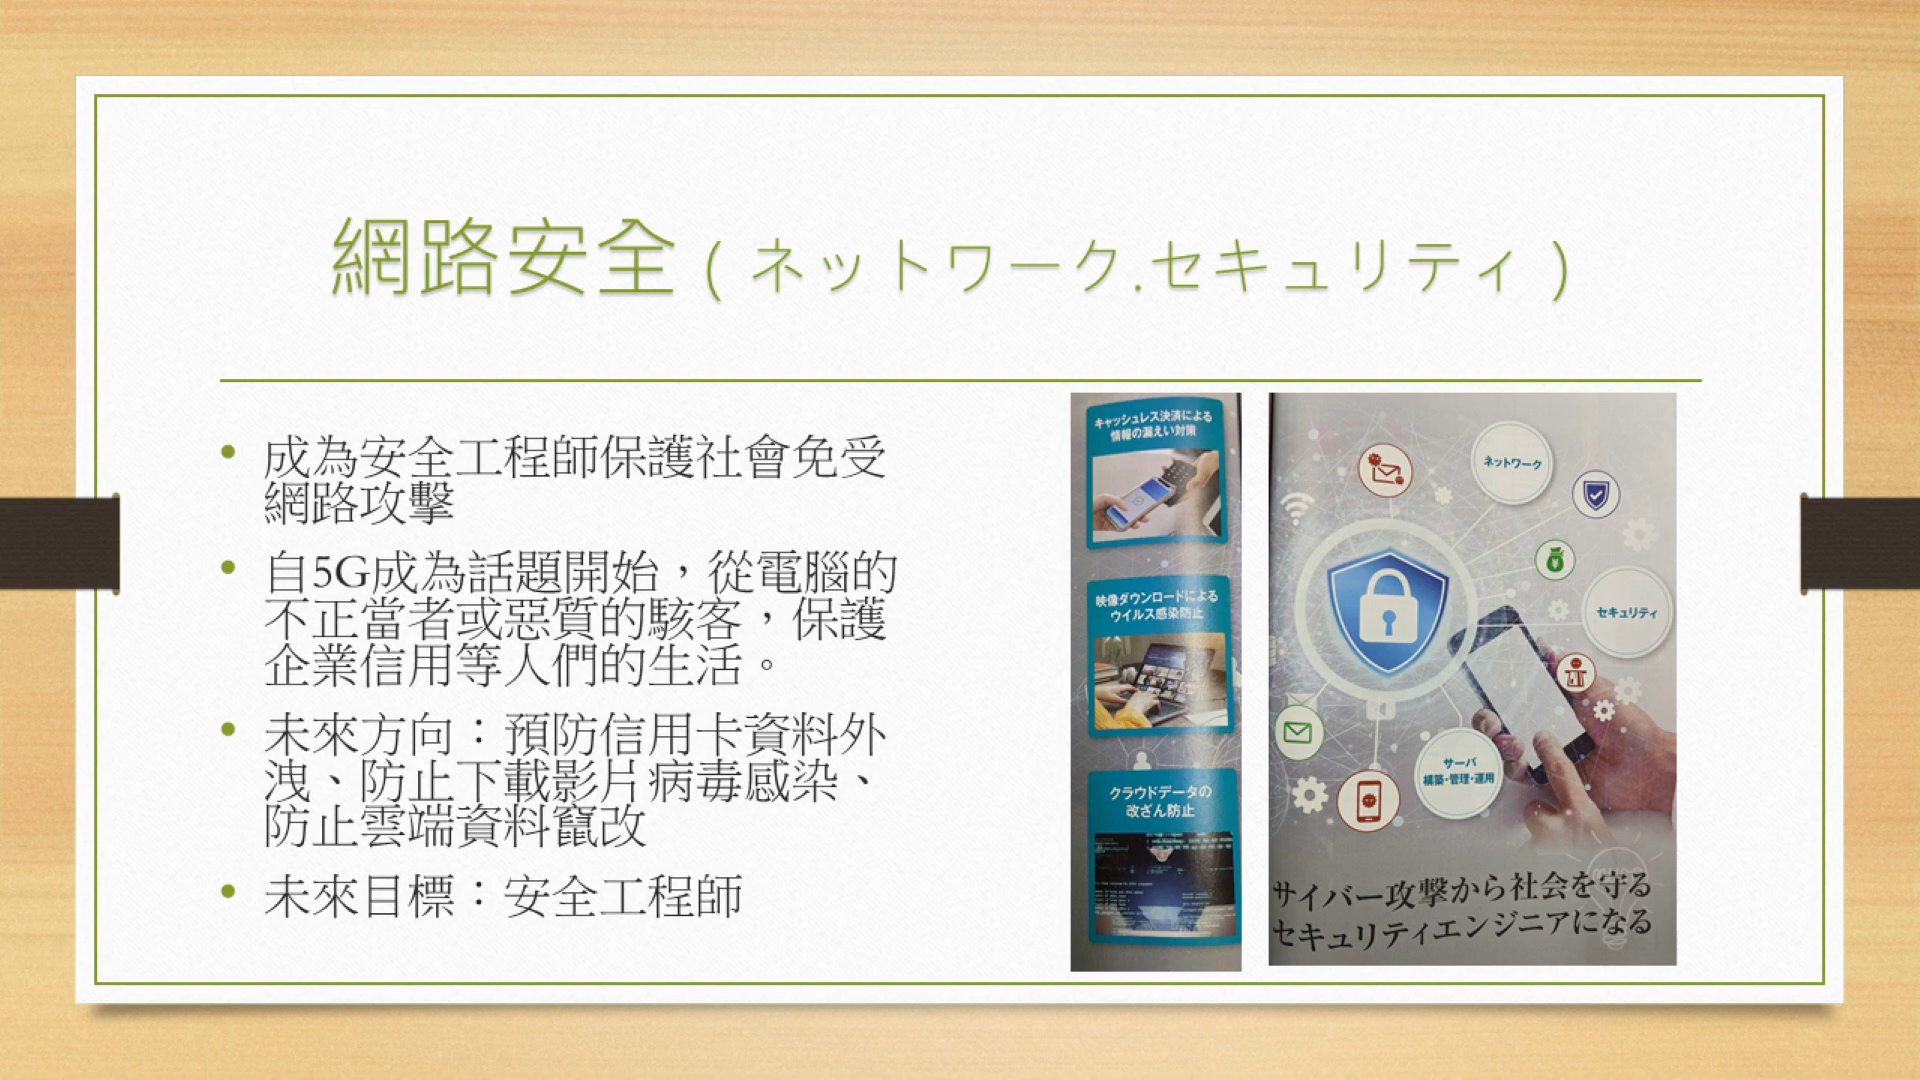 網路安全(ネットワーク.セキュリティ)
• 成為安全工程師保護社會免受
網路攻擊
• 自5G成為話題開始，從電腦的
不正當者或惡質的駭客，保護
企業信用等人們的生活。
• 未來方向：預防信用卡資料外
洩、防止下載影片病毒感染、
防止雲端資料竄改
• 未來目標：安全工程師
キャッシュレス決済による
情報の漏えい対策
映像ダウンロードによる
ウイルス感染防止
クラウドデータの
改ざん防止
ネットワーク
セキュリティ
サーバ
構築・管理・運用
サイバー攻撃から社会を守る
セキュリティエンジニアになる